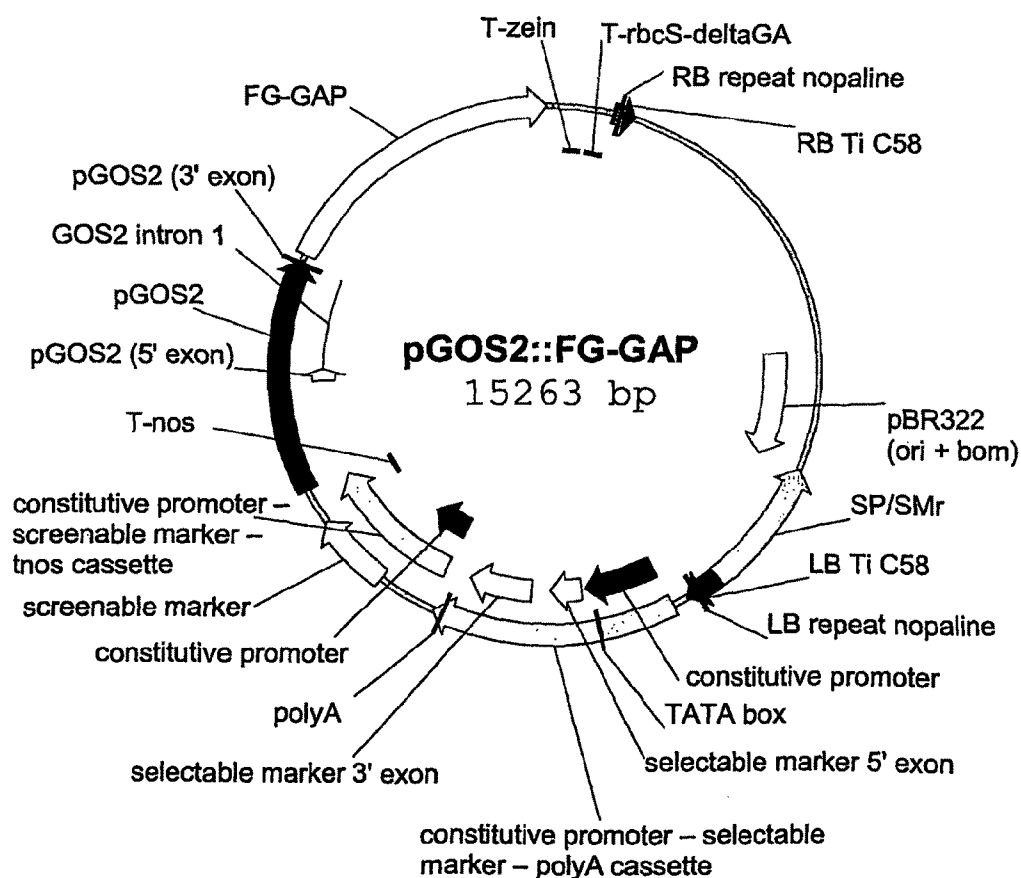 T-zein
T-rbcS-deltaGA
RB repeat nopaline
FG-GAP
RB Ti C58
pGOS2 (3' exon)
GOS2 intron 1
pGOS2
pGOS2 (5' exon)
pGOS2::FG-GAP
15263 bp
T-nos
pBR322
(ori + bom)
constitutive promoter –
screenable marker –
tnos cassette
SP/SMr
LB Ti C58
screenable marker
LB repeat nopaline
constitutive promoter
constitutive promoter
polyA
TATA box
selectable marker 3' exon
selectable marker 5' exon
constitutive promoter – selectable
marker – polyA cassette